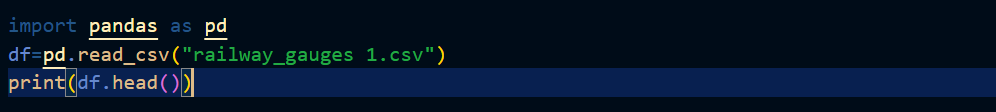 import pandas as pd
df=pd.read_csv("railway_gauges 1.csv")
print(df.head())